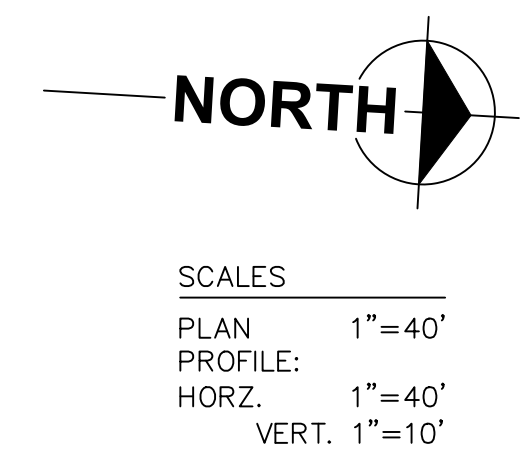 NORTH
SCALES
PLAN 1"=40'
PROFILE:
HORZ. 1"=40'
VERT. 1"=10'